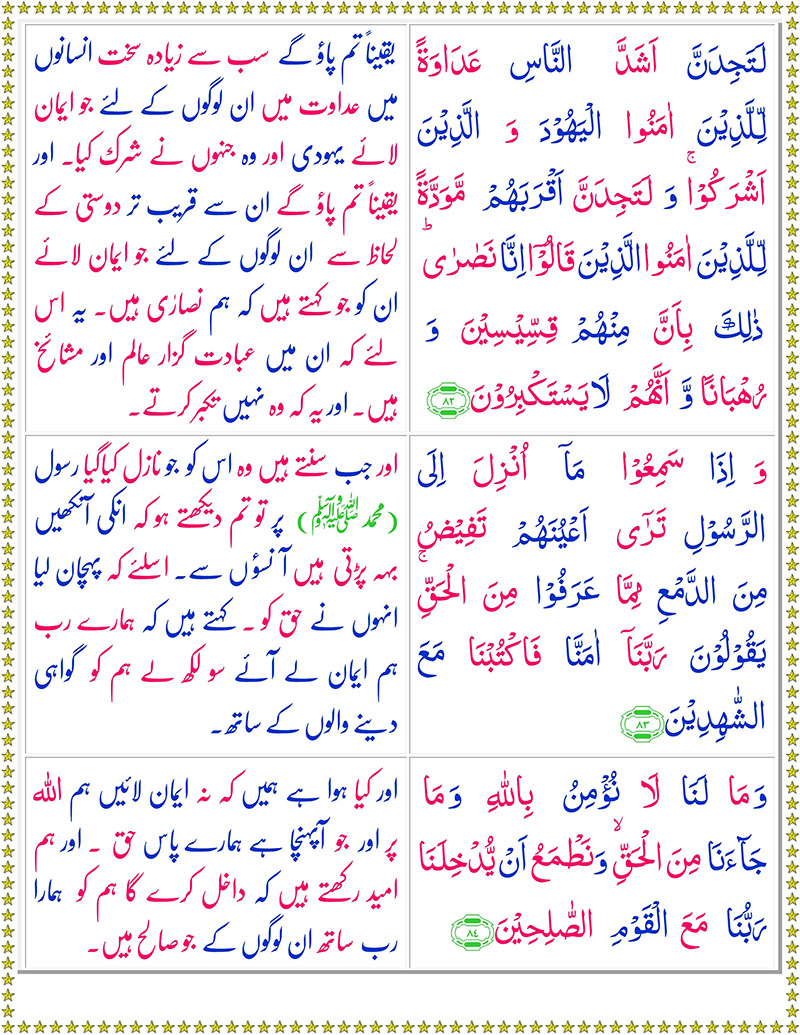 لَتَجِدَنَّ اَشَدَّ النَّاسِ عَدَاوَةً
لِّلَّذِيْنَ اٰمَنُوا الْيَهُوْدَ وَ الَّذِيْنَ
اَشْرَكُوْا ۚ وَ لَتَجِدَنَّ اَقْرَبَهُمْ مَّوَدَّةً
لِّلَّذِيْنَ اٰمَنُوا الَّذِيْنَ قَالُوْۤا اِنَّا نَصٰرٰى ؕ
ذٰلِكَ بِاَنَّ مِنْهُمْ قِسِّيْسِيْنَ وَ
رُهْبَانًا وَّ اَنَّهُمْ لَا يَسْتَكْبِرُوْنَ ۸۲
یقیناً تم پاؤ گے سب سے زیادہ سخت انسانوں
میں عداوت میں ان لوگوں کے لئے جو ایمان
لائے یہودی اور وہ جنہوں نے شرک کیا۔ اور
یقیناً تم پاؤ گے ان سے قریب تر دوستی کے
لحاظ سے ان لوگوں کے لئے جو ایمان لائے
ان کو جو کہتے ہیں کہ ہم نصاریٰ ہیں۔ یہ اس
لئے کہ ان میں عبادت گزار عالم اور مشائخ
ہیں۔ اور یہ کہ وہ نہیں تکبر کرتے۔
وَ اِذَا سَمِعُوْا مَاۤ اُنْزِلَ اِلَى
الرَّسُوْلِ تَرٰۤى اَعْيُنَهُمْ تَفِيْضُ
مِنَ الدَّمْعِ مِمَّا عَرَفُوْا مِنَ الْحَقِّ ۚ
يَقُوْلُوْنَ رَبَّنَاۤ اٰمَنَّا فَاكْتُبْنَا مَعَ
الشّٰهِدِيْنَ ۸۳
اور جب سنتے ہیں وہ اس کو جو نازل کیا گیا رسول
(محمد ﷺ) پر تو تم دیکھتے ہو کہ انکی آنکھیں
بہہ پڑتی ہیں آنسوؤں سے۔ اسلئے کہ پہچان لیا
انہوں نے حق کو ۔ کہتے ہیں کہ ہمارے رب
ہم ایمان لے آئے سو لکھ لے ہم کو گواہی
دینے والوں کے ساتھ۔
وَ مَا لَنَا لَا نُؤْمِنُ بِاللّٰهِ وَ مَا
جَآءَنَا مِنَ الْحَقِّ ۙ وَ نَطْمَعُ اَنْ يُّدْخِلَنَا
رَبُّنَا مَعَ الْقَوْمِ الصّٰلِحِيْنَ ۸۴
اور کیا ہوا ہے ہمیں کہ نہ ایمان لائیں ہم اللہ
پر اور جو آپہنچا ہے ہمارے پاس حق ۔ اور ہم
امید رکھتے ہیں کہ داخل کرے گا ہم کو ہمارا
رب ساتھ ان لوگوں کے جو صالح ہیں۔